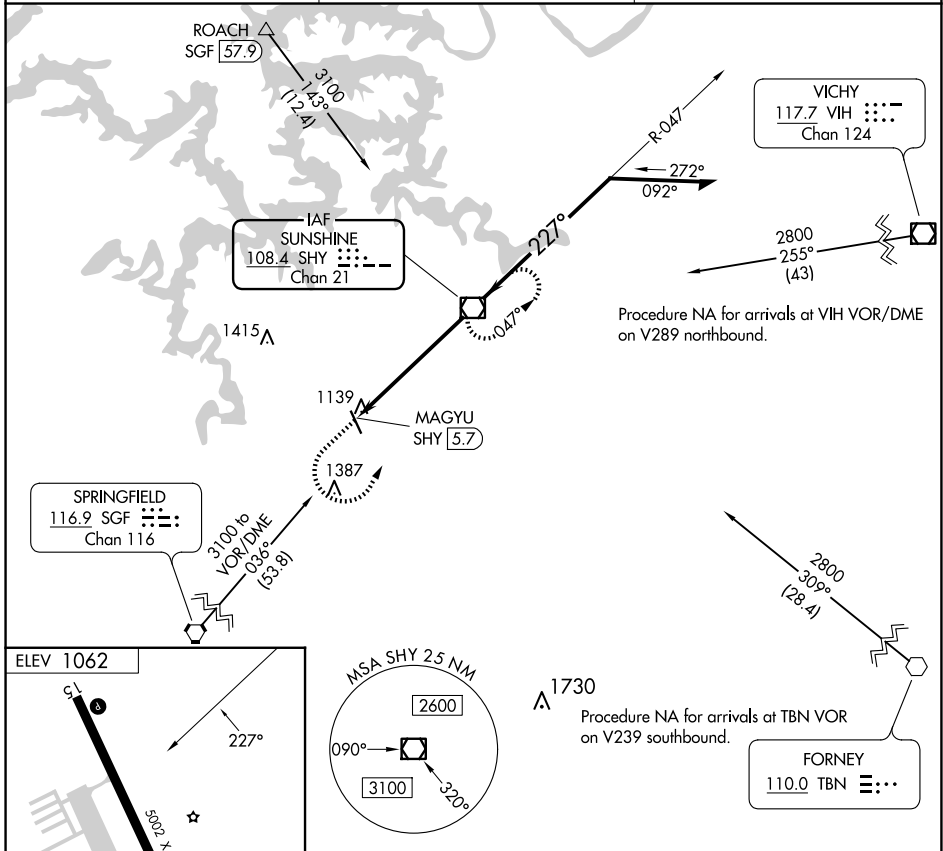 ROACH
SGF 57.9
3100
143°
(12.4)
R-047
272°
092°
VICHY
117.7 VIH
Chan 124
IAF
SUNSHINE
108.4 SHY
Chan 21
227°
2800
255°
(43)
047°
Procedure NA for arrivals at VIH VOR/DME
on V289 northbound.
1415
1139
MAGYU
SHY 5.7
1387
SPRINGFIELD
116.9 SGF
Chan 116
3100 to
VOR/DME
036°
(53.8)
2800
309°
(28.4)
ELEV 1062
15
P
227°
5002 X
MSA SHY 25 NM
2600
090°
3100
320°
1730
Procedure NA for arrivals at TBN VOR
on V239 southbound.
FORNEY
110.0 TBN